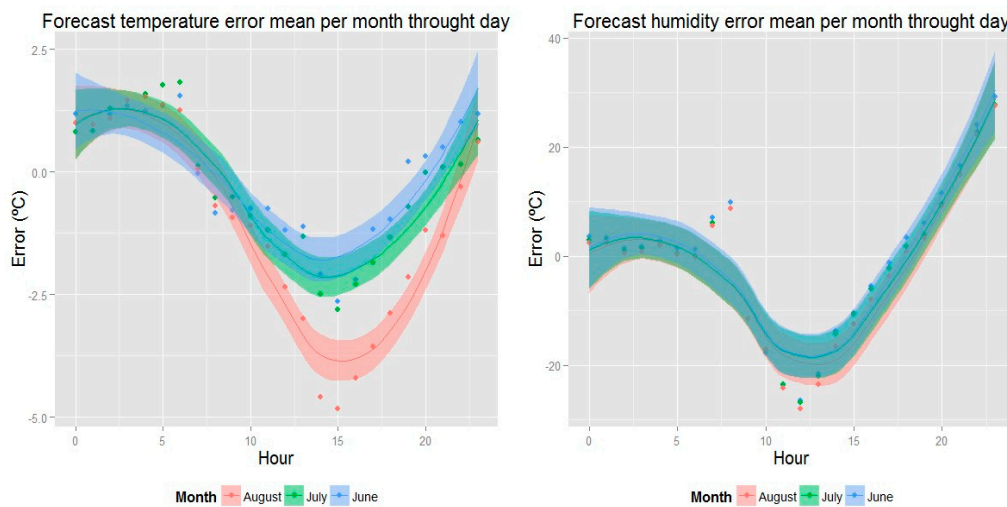 Forecast temperature error mean per month throught day
Error (ºC)
2.5
0.0
-2.5
-5.0
0 5 10 15 20
Hour
Month August July June
Forecast humidity error mean per month throught day
Error (ºC)
40
20
0
-20
0 5 10 15 20
Hour
Month August July June